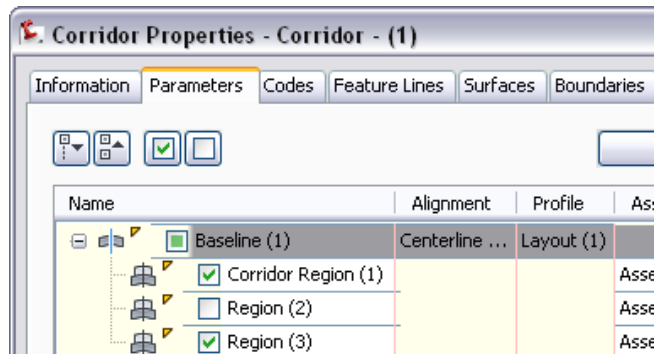 Corridor Properties - Corridor - (1)
Information Parameters Codes Feature Lines Surfaces Boundaries
Name Alignment Profile
Baseline (1) Centerline ... Layout (1)
Corridor Region (1)
Region (2)
Region (3)